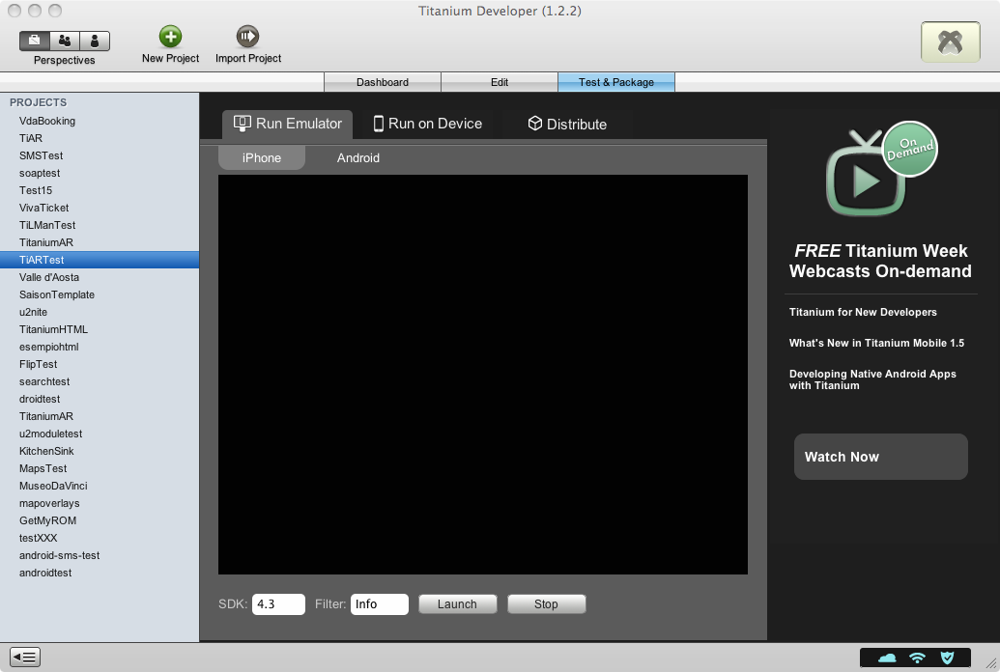 Titanium Developer (1.2.2)
Perspectives
New Project
Import Project
Dashboard
Edit
Test & Package
PROJECTS
VdaBooking
TiAR
SMSTest
soaptest
Test15
VivaTicket
TiLManTest
TitaniumAR
TiARTest
Valle d'Aosta
SaisonTemplate
u2nite
TitaniumHTML
esempiohtml
FlipTest
searchtest
droidtest
TitaniumAR
u2moduletest
KitchenSink
MapsTest
MuseoDaVinci
mapoverlays
GetMyROM
testXXX
android-sms-test
androidtest
Run Emulator
Run on Device
Distribute
iPhone
Android
SDK:
4.3
Filter:
Info
Launch
Stop
On
Demand
FREE Titanium Week
Webcasts On-demand
Titanium for New Developers
What's New in Titanium Mobile 1.5
Developing Native Android Apps
with Titanium
Watch Now